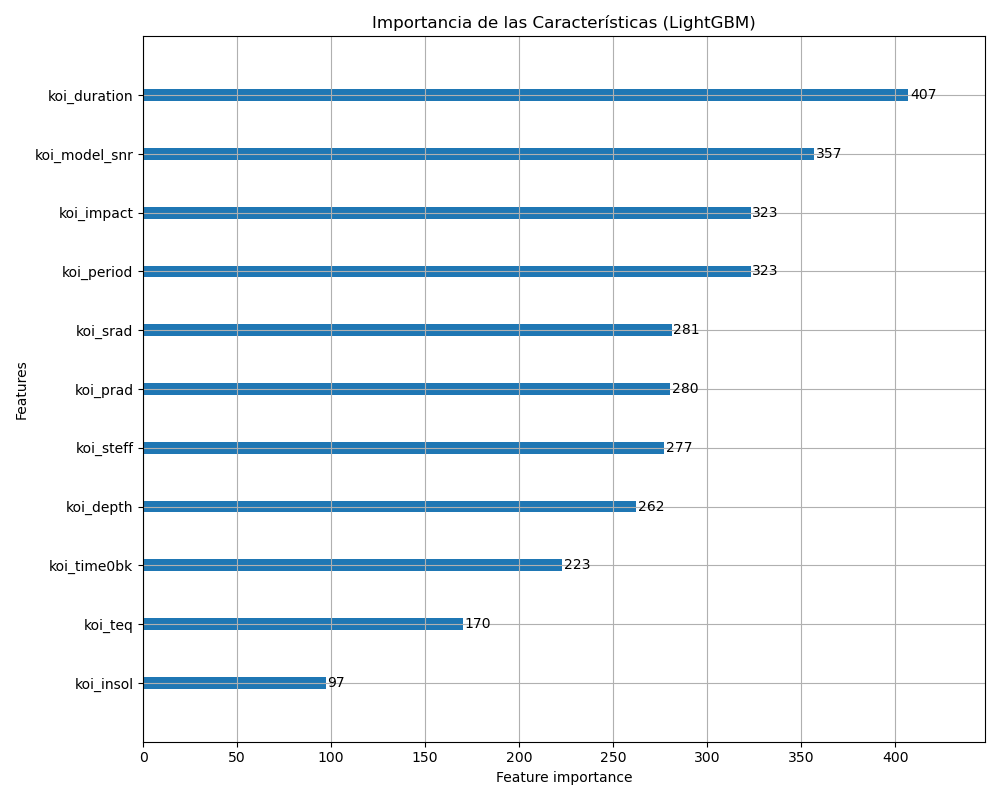 Importancia de las Características (LightGBM)
koi_duration 407
koi_model_snr 357
koi_impact 323
koi_period 323
koi_srad 281
koi_prad 280
koi_steff 277
koi_depth 262
koi_time0bk 223
koi_teq 170
koi_insol 97
Features
0 50 100 150 200 250 300 350 400
Feature importance